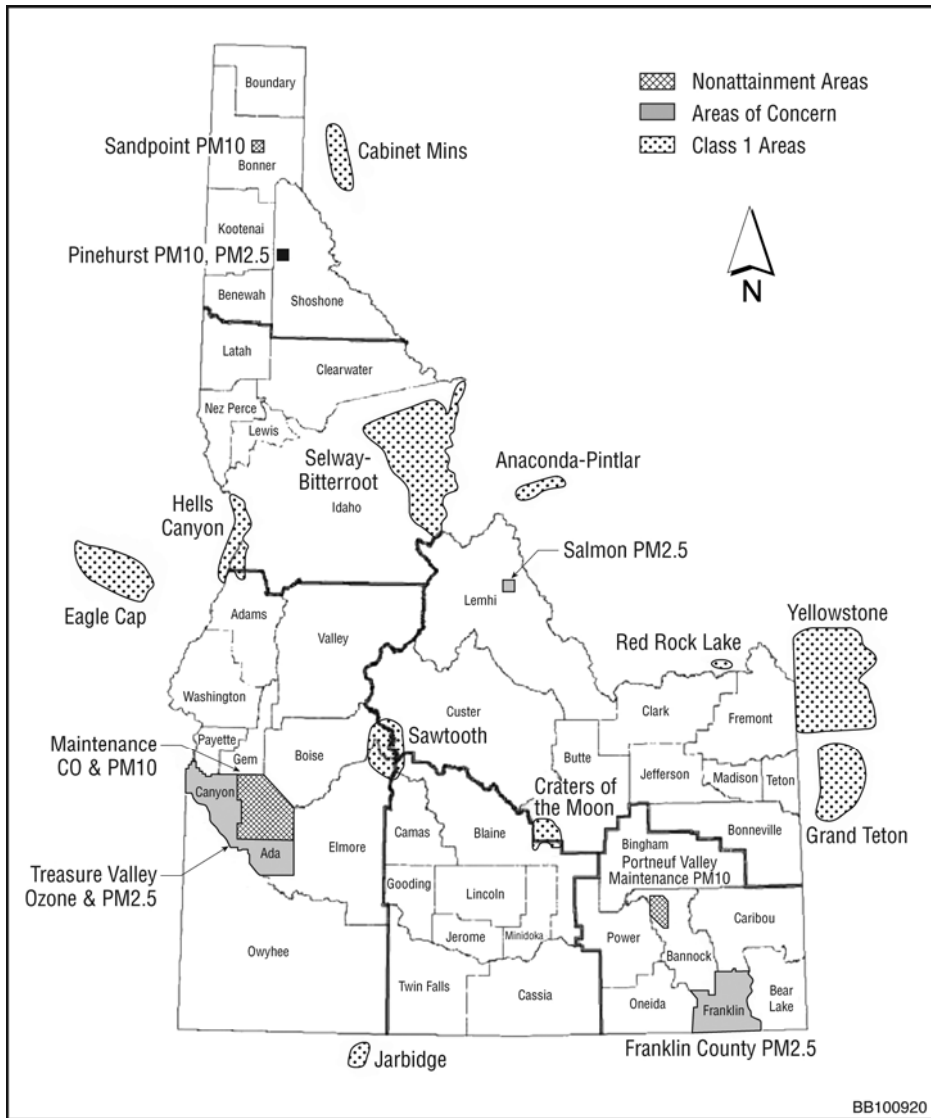 Boundary
Nonattainment Areas
Areas of Concern
Class 1 Areas
Sandpoint PM10
Bonner
Cabinet Mins
Kootenai
Pinehurst PM10, PM2.5
N
Benewah
Shoshone
Latah
Clearwater
Nez Perce
Lewis
Selway-
Bitterroot
Idaho
Anaconda-Pintlar
Hells
Canyon
Salmon PM2.5
Eagle Cap
Adams
Lemhi
Valley
Yellowstone
Red Rock Lake
Washington
Custer
Clark
Fremont
Sawtooth
Payette
Gem
Boise
Butte
Maintenance
CO & PM10
Jefferson
Madison
Teton
Canyon
Craters of
the Moon
Grand Teton
Camas
Blaine
Bonneville
Bingham
Portneuf Valley
Maintenance PM10
Ada
Elmore
Treasure Valley
Ozone & PM2.5
Gooding
Lincoln
Caribou
Jerome
Minidoka
Power
Bannock
Owyhee
Twin Falls
Cassia
Oneida
Franklin
Bear
Lake
Franklin County PM2.5
Jarbidge
BB100920